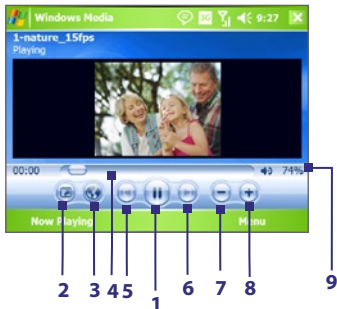 Windows Media 3G 9:27
1-nature_15fps
Playing
00:00 74%
Now Playing Menu
2 3 4 5 1 6 7 8 9